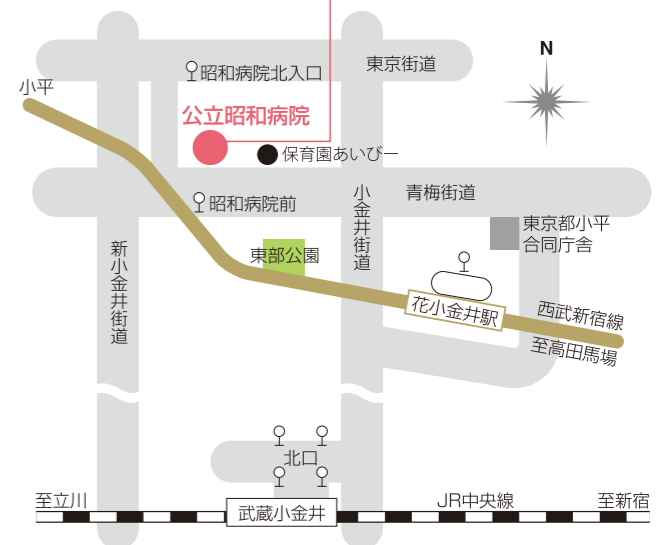 N
東京街道
昭和病院北入口
小平
公立昭和病院
保育園あいびー
青梅街道
小金井街道
昭和病院前
東京都小平
合同庁舎
新小金井街道
東部公園
花小金井駅
西武新宿線
至高田馬場
北口
至立川
JR中央線
至新宿
武蔵小金井